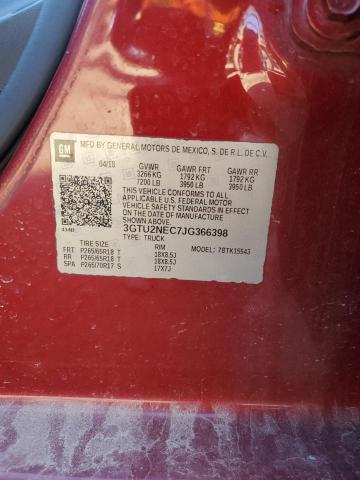 GM
MFD BY GENERAL MOTORS DE MEXICO, S. DE R.L. DE C.V.
04/18 GVWR GAWR FRT GAWR RR
3266 KG 1792 KG 1792 KG
7200 LB 3950 LB 3950 LB
THIS VEHICLE CONFORMS TO ALL
APPLICABLE U.S. FEDERAL MOTOR VEHICLE
SAFETY STANDARDS IN EFFECT ON THE
DATE OF MANUFACTURE SHOWN ABOVE.
3GTU2NEC7JG366398
TYPE: TRUCK
TIRE SIZE RIM MODEL: 7BTK15543
FRT P265/65R18 T 18X8.5J
RR P265/65R18 T 18X8.5J
SPA P265/70R17 S 17X7J